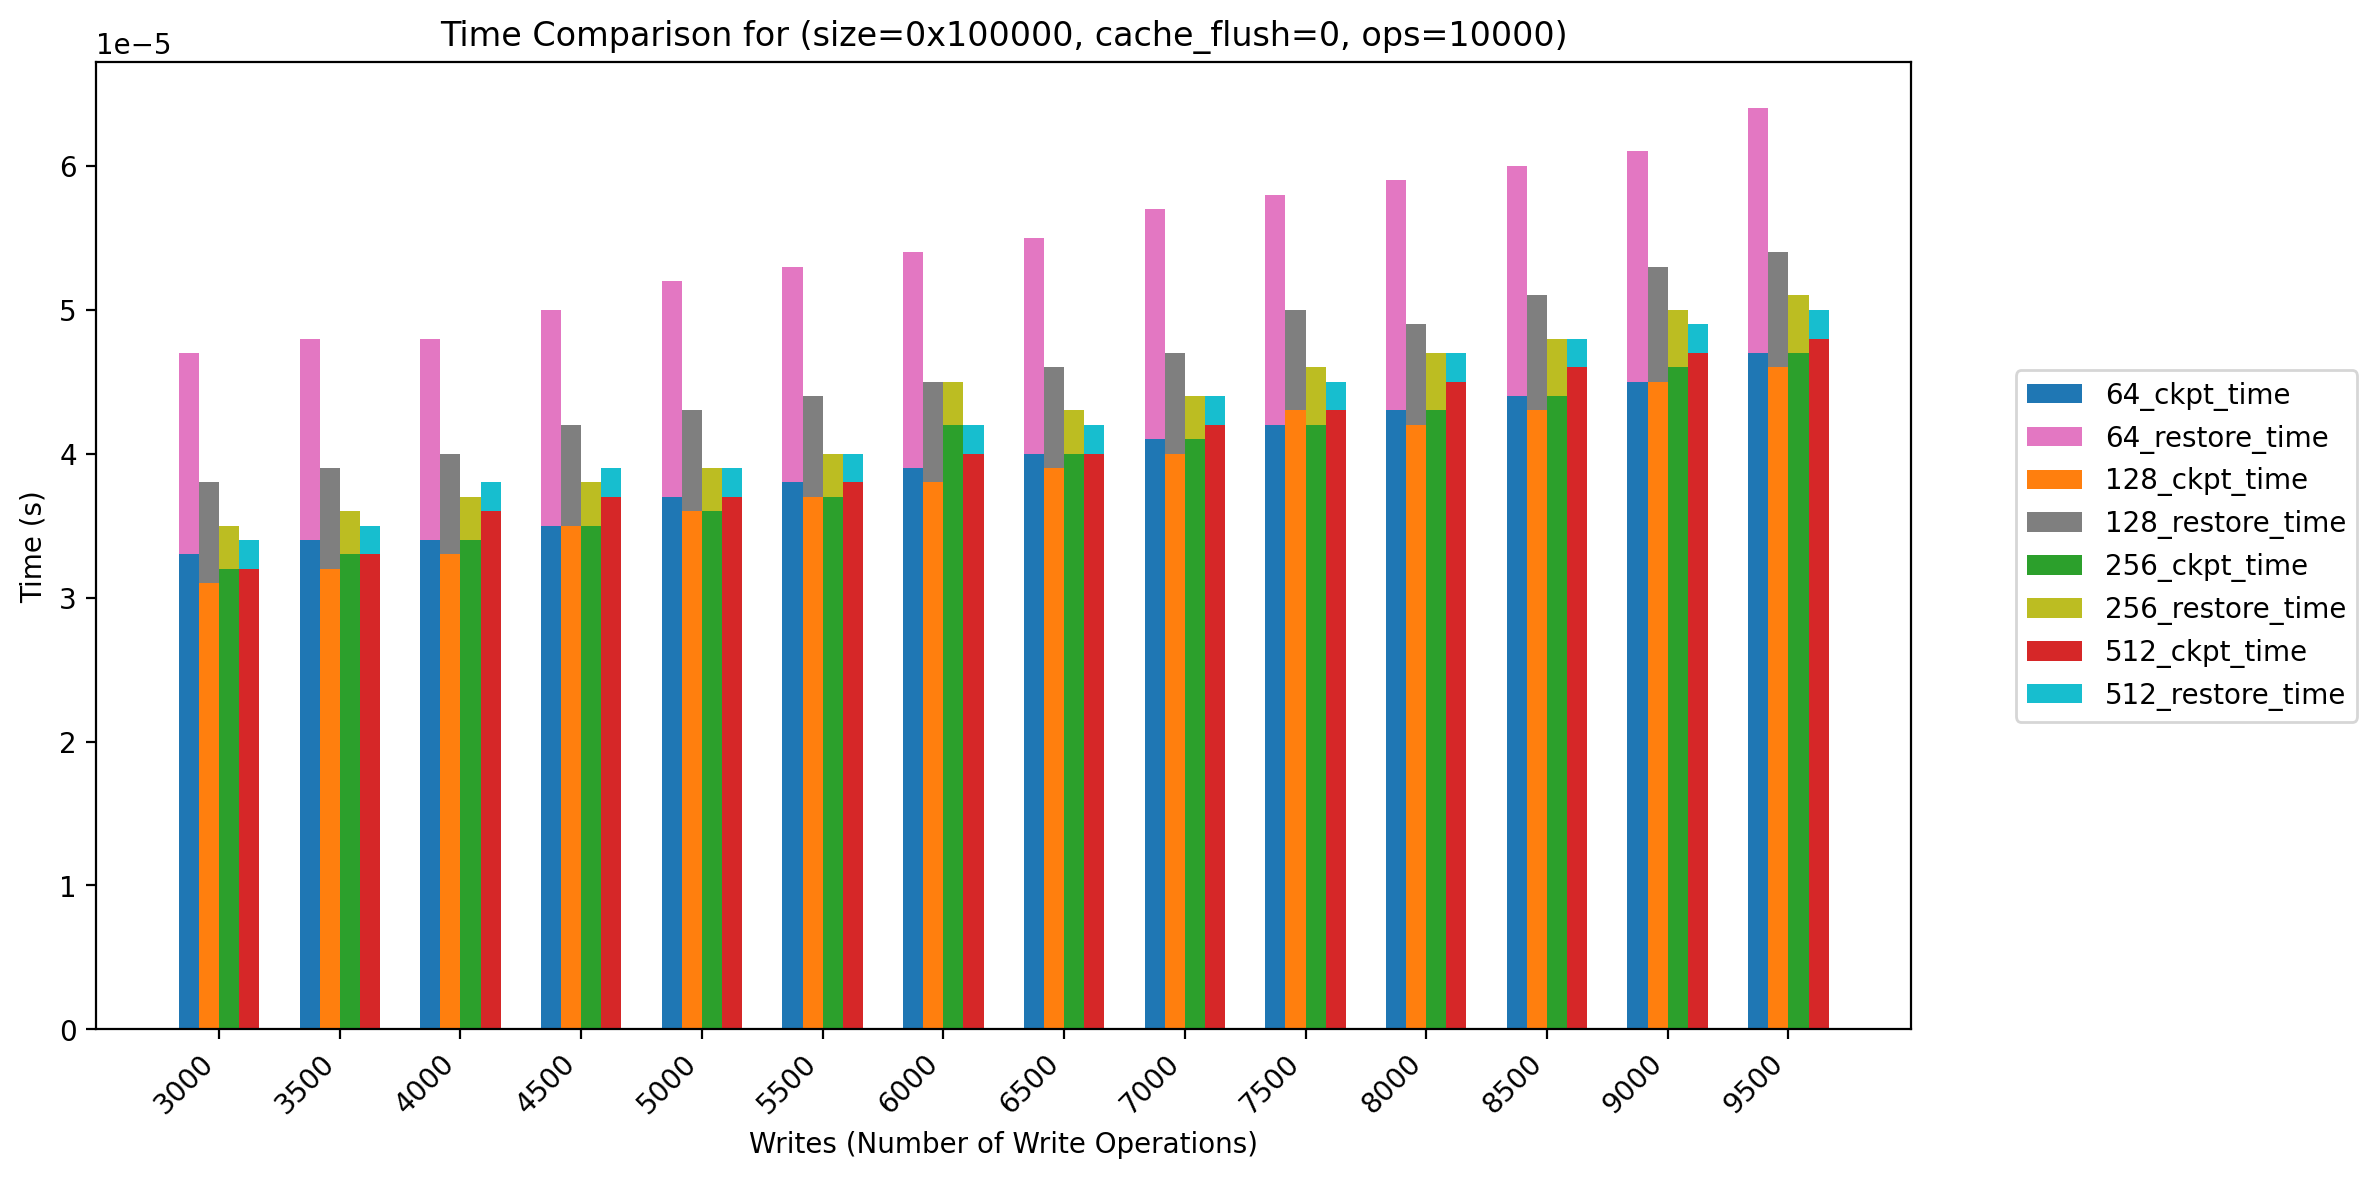 Time Comparison for (size=0x100000, cache_flush=0, ops=10000)
1e−5
6
5
4
3
2
1
0
Time (s)
3000
3500
4000
4500
5000
5500
6000
6500
7000
7500
8000
8500
9000
9500
Writes (Number of Write Operations)
64_ckpt_time
64_restore_time
128_ckpt_time
128_restore_time
256_ckpt_time
256_restore_time
512_ckpt_time
512_restore_time